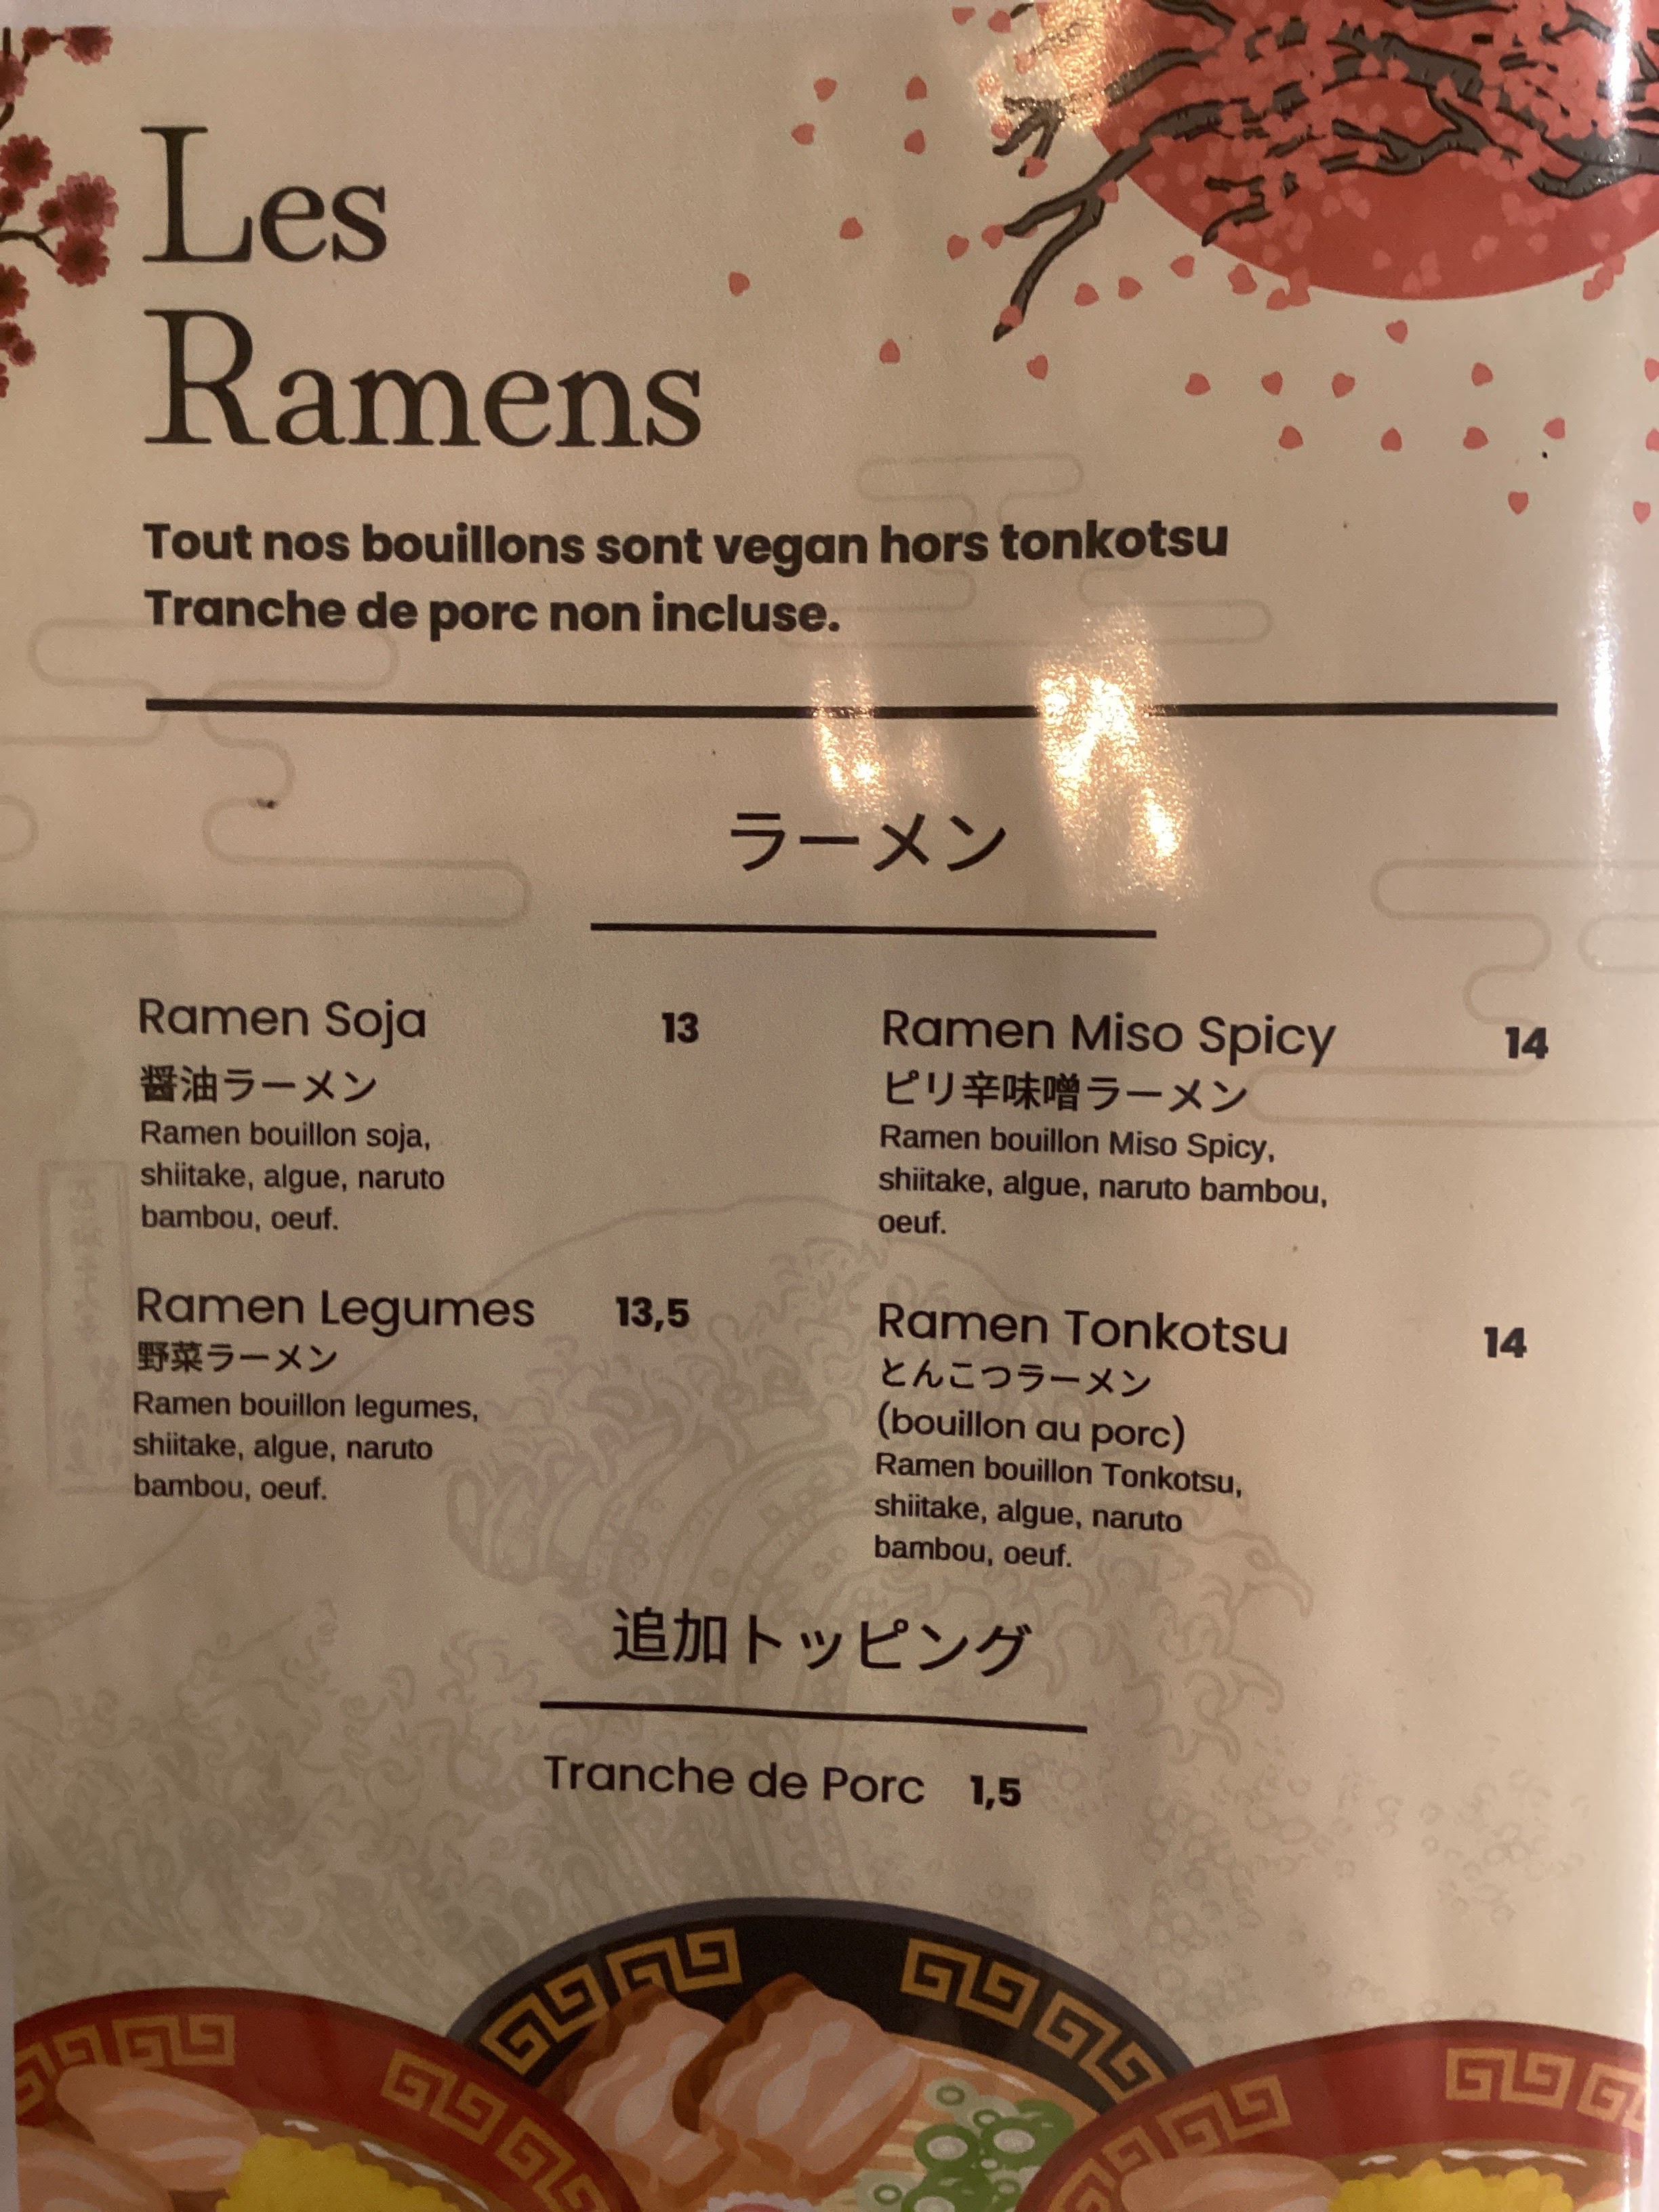 Les
Ramens
Tout nos bouillons sont vegan hors tonkotsu
Tranche de porc non incluse.
ラーメン
Ramen Soja 13
醤油ラーメン
Ramen bouillon soja,
shiitake, algue, naruto
bambou, oeuf.
Ramen Legumes 13,5
野菜ラーメン
Ramen bouillon legumes,
shiitake, algue, naruto
bambou, oeuf.
Ramen Miso Spicy 14
ピリ辛味噌ラーメン
Ramen bouillon Miso Spicy,
shiitake, algue, naruto bambou,
oeuf.
Ramen Tonkotsu 14
とんこつラーメン
(bouillon au porc)
Ramen bouillon Tonkotsu,
shiitake, algue, naruto
bambou, oeuf.
追加トッピング
Tranche de Porc 1,5